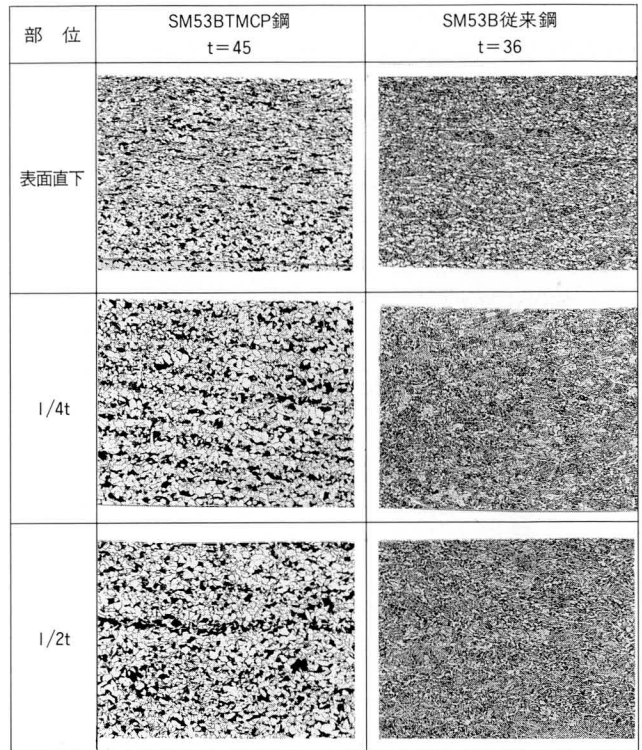 部 位
SM53BTMCP鋼
t=45
SM53B従来鋼
t=36
表面直下
1/4t
1/2t